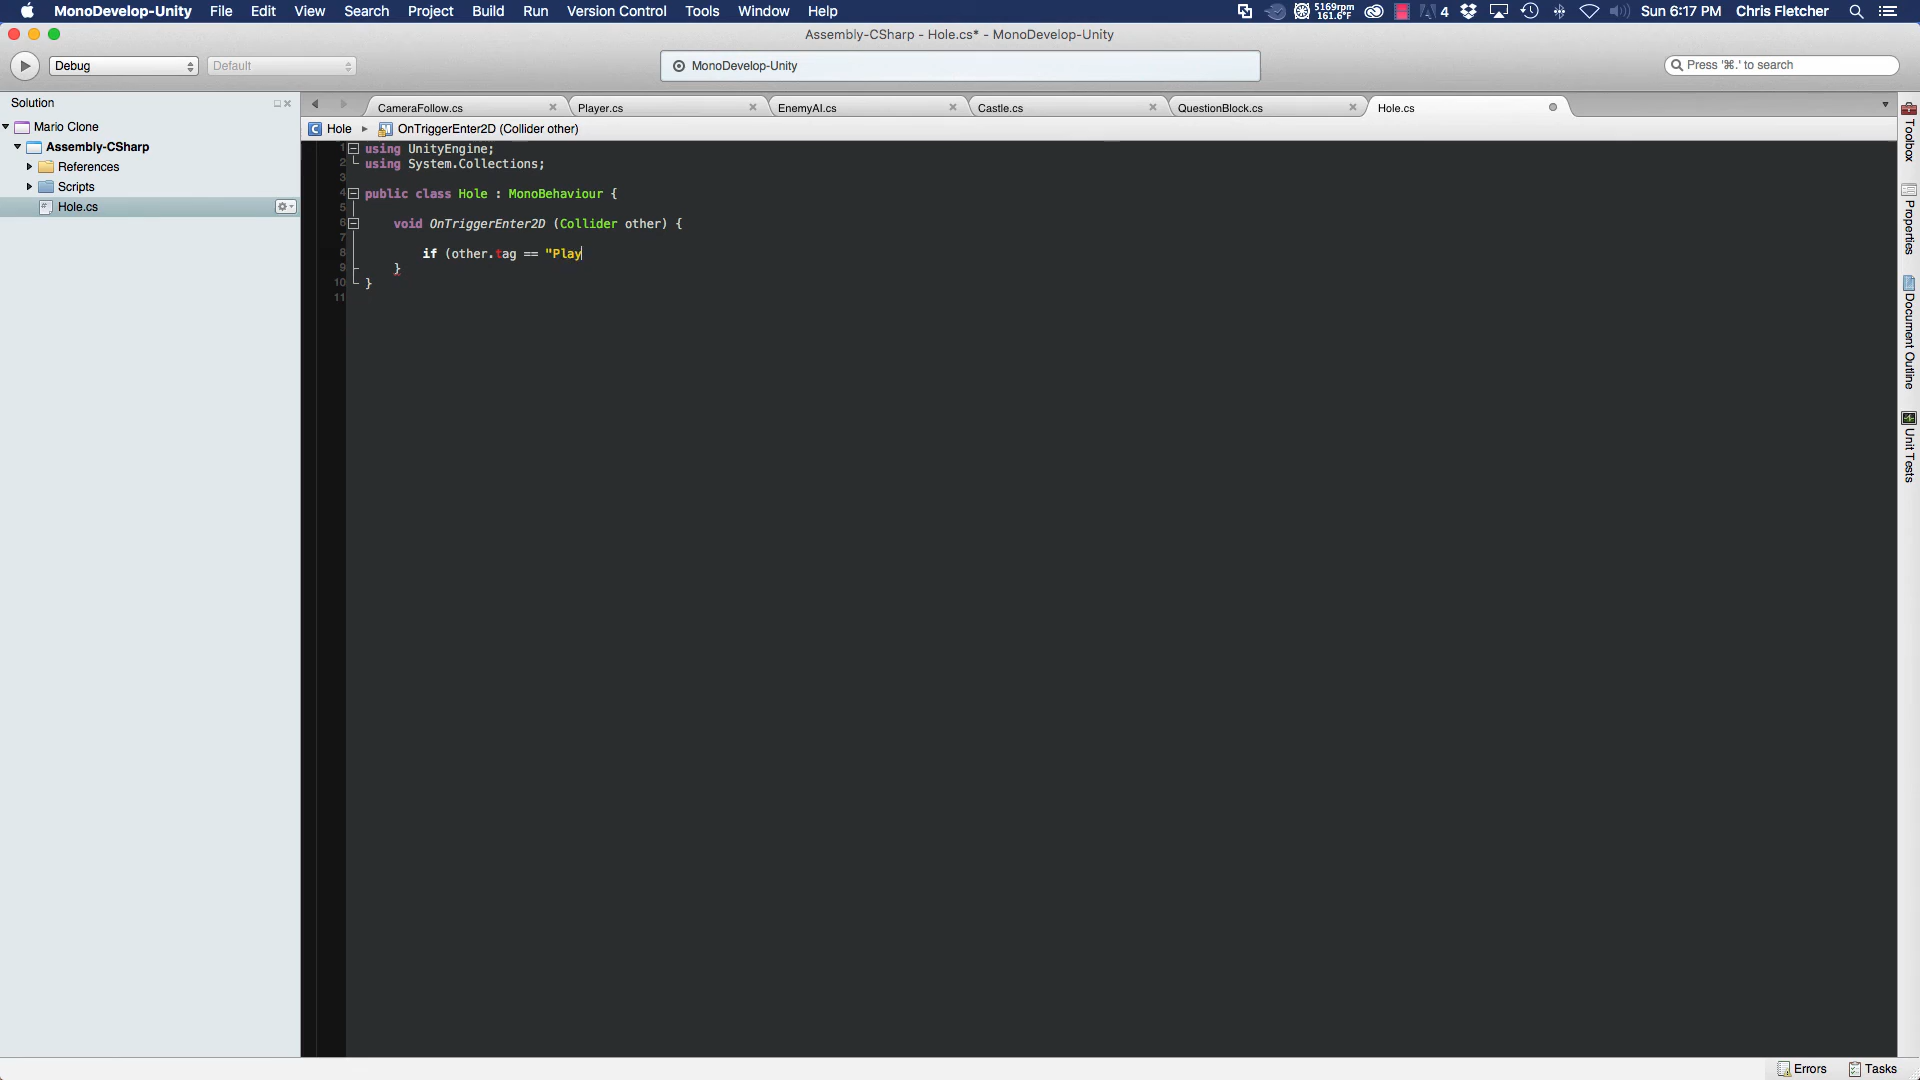 MonoDevelop-Unity File Edit View Search Project Build Run Version Control Tools Window Help 5169rpm 161.6°F 4 Sun 6:17 PM Chris Fletcher
Assembly-CSharp - Hole.cs* - MonoDevelop-Unity
Debug Default MonoDevelop-Unity Press '⌘.' to search
Solution
CameraFollow.cs Player.cs EnemyAI.cs Castle.cs QuestionBlock.cs Hole.cs
Mario Clone
Assembly-CSharp
References
Scripts
Hole.cs
Hole OnTriggerEnter2D (Collider other)
1 using UnityEngine;
2 using System.Collections;
3
4 public class Hole : MonoBehaviour {
5
6 void OnTriggerEnter2D (Collider other) {
7
8 if (other.tag == "Play
9 }
10 }
11
Toolbox
Properties
Document Outline
Unit Tests
Errors Tasks